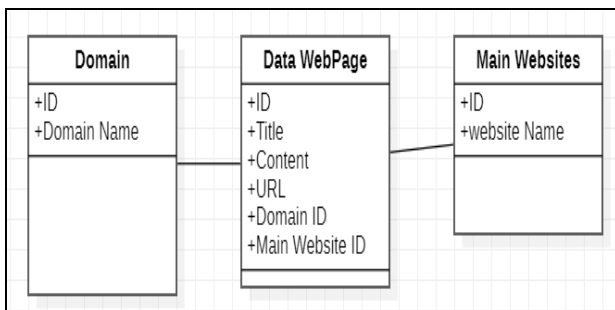 Domain
+ID
+Domain Name
Data WebPage
+ID
+Title
+Content
+URL
+Domain ID
+Main Website ID
Main Websites
+ID
+website Name